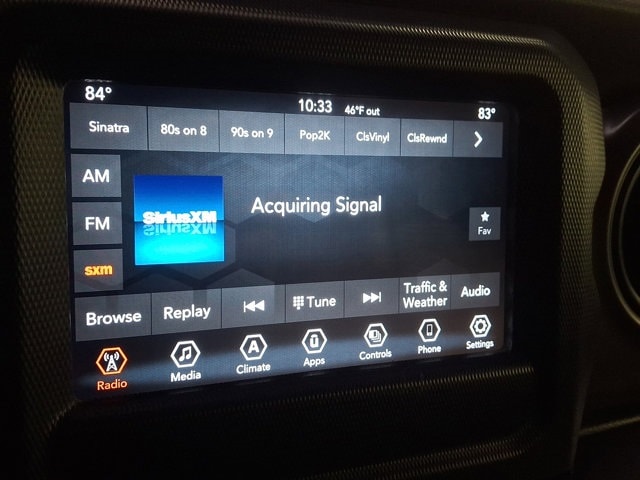 84° 10:33 46°F out 83°
Sinatra 80s on 8 90s on 9 Pop2K ClsVinyl ClsRewnd
AM
FM
sxm
SiriusXM
Acquiring Signal
Fav
Browse Replay Tune Traffic & Weather Audio
Radio Media Climate Apps Controls Phone Settings